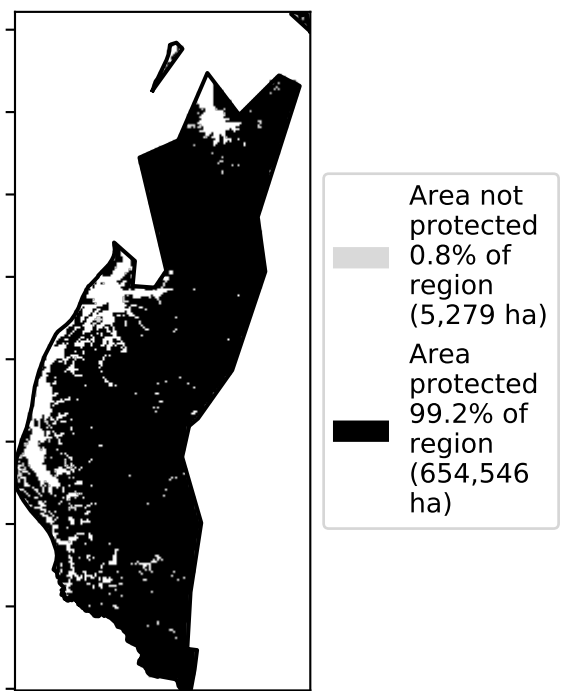 Area not
protected
0.8% of
region
(5,279 ha)
Area
protected
99.2% of
region
(654,546
ha)